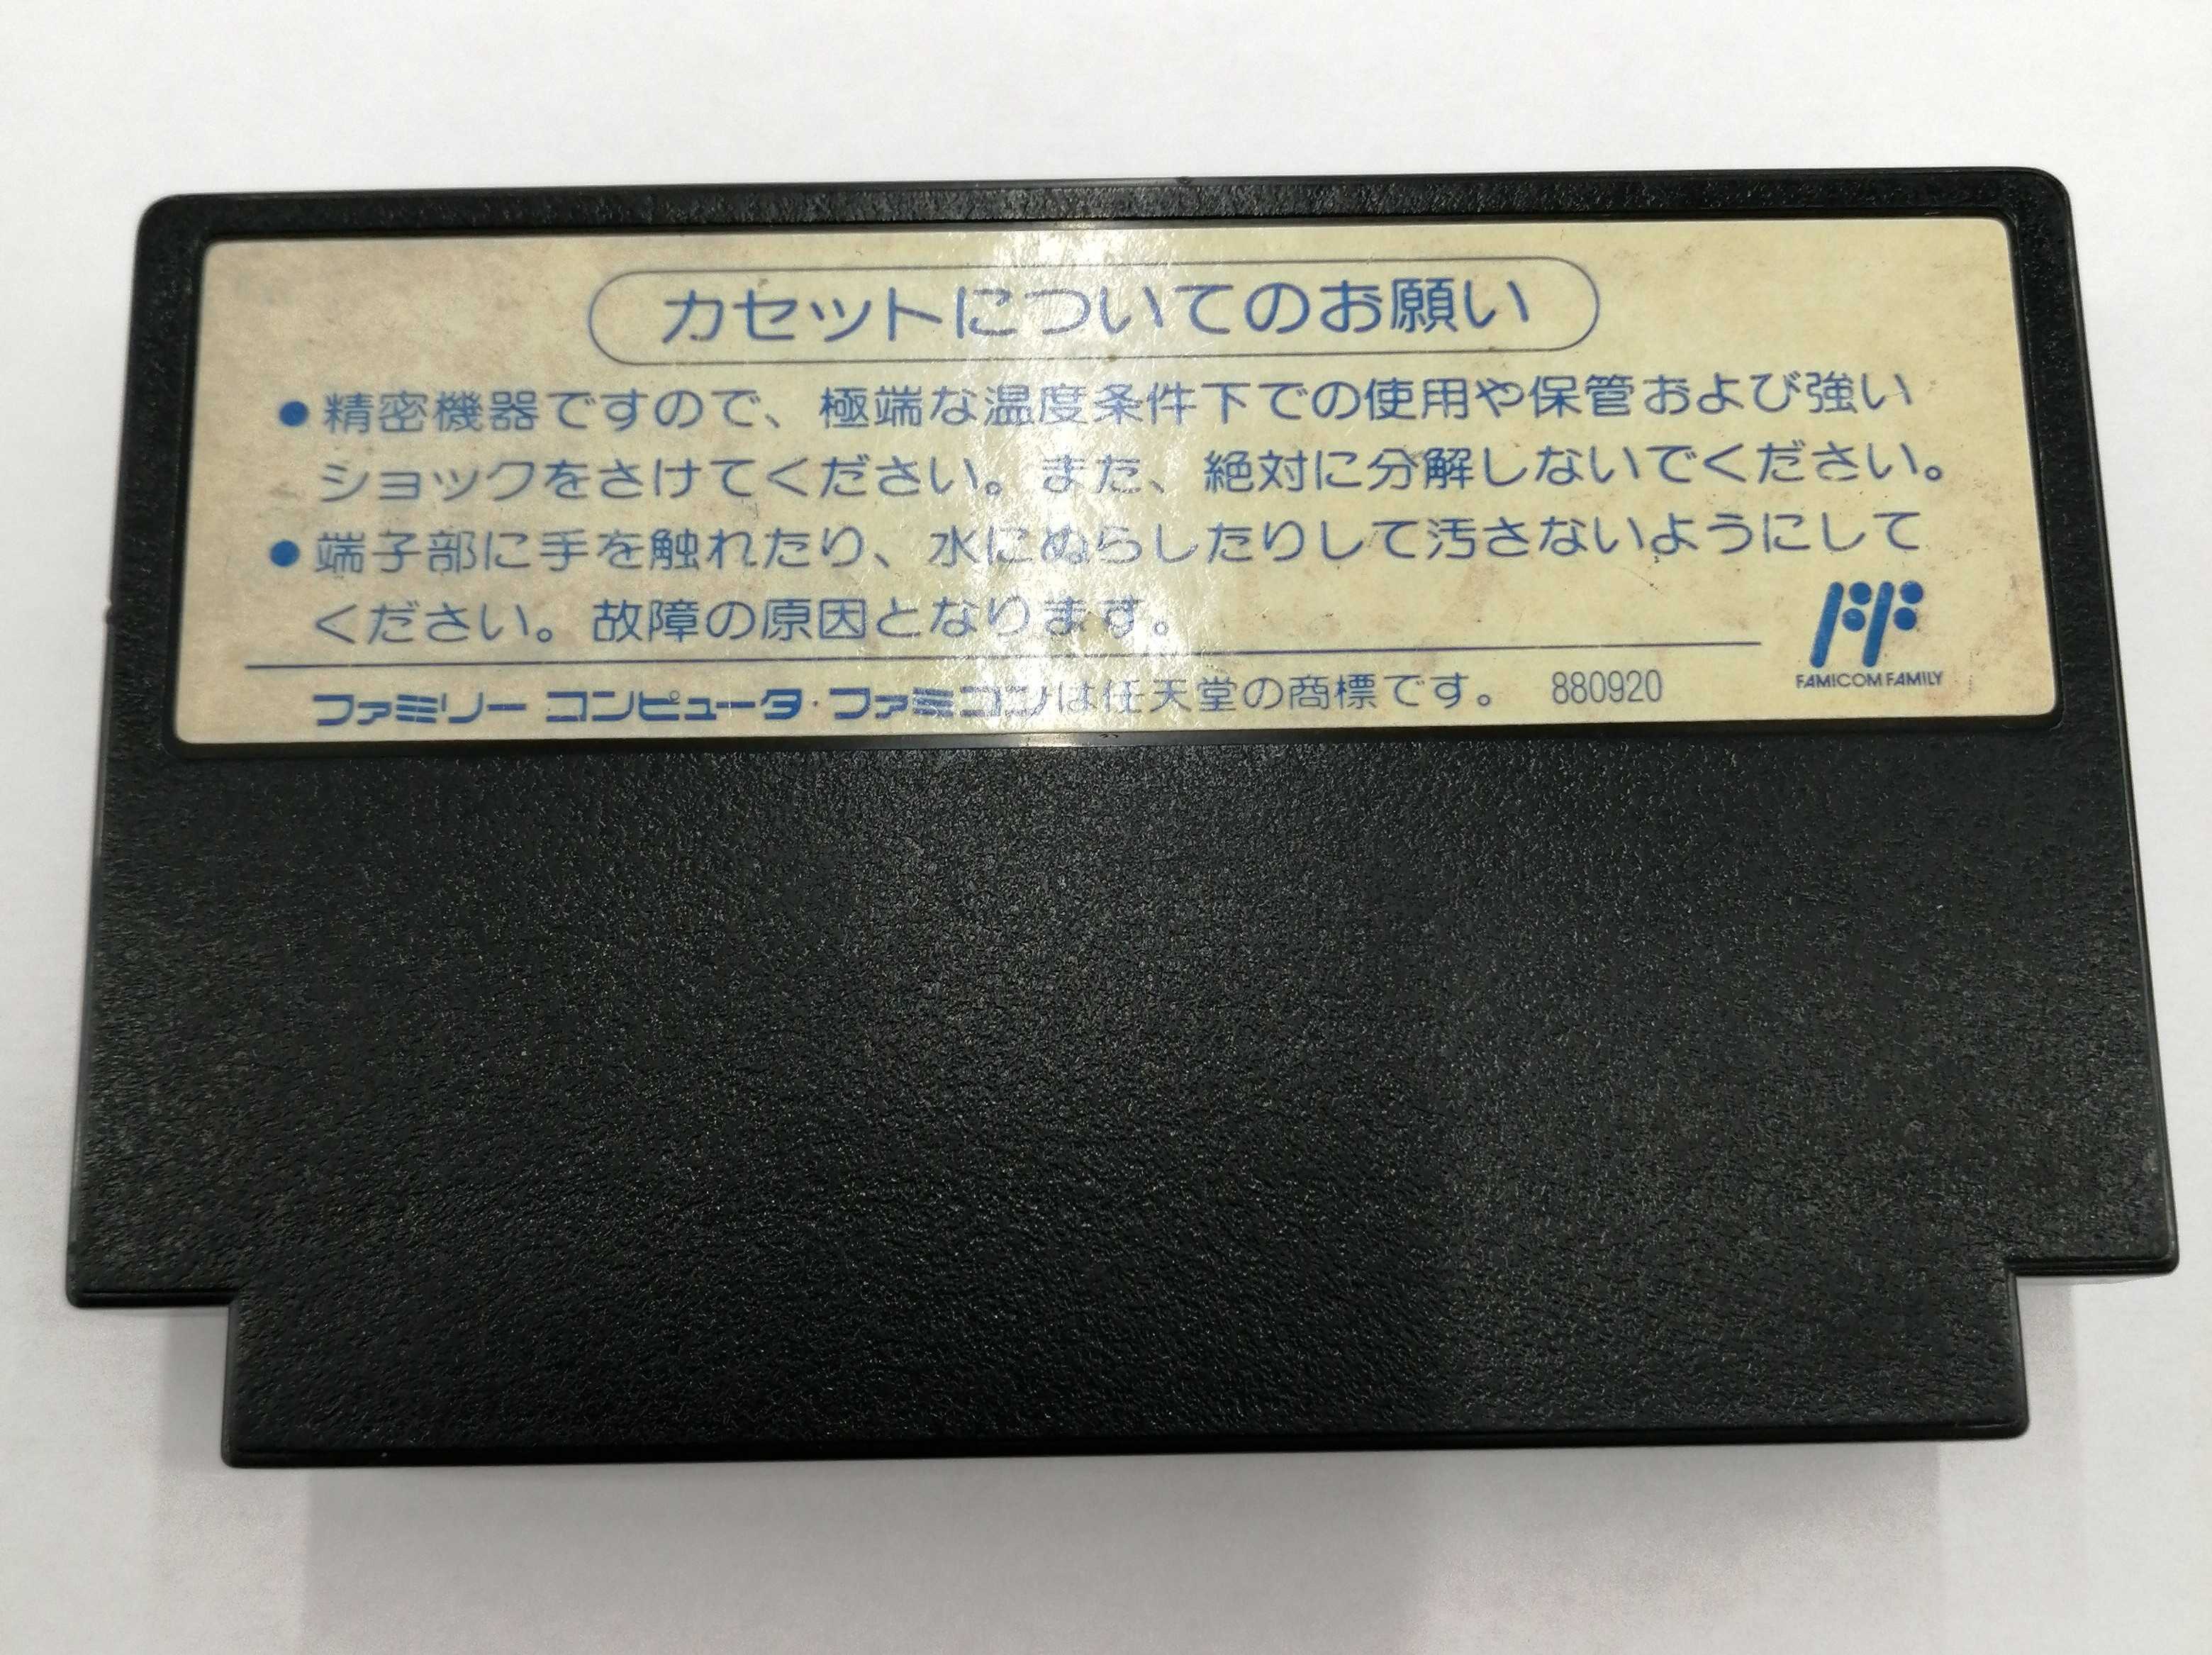 カセットについてのお願い
●精密機器ですので、極端な温度条件下での使用や保管および強い
ショックをさけてください。また、絶対に分解しないでください。
●端子部に手を触れたり、水にぬらしたりして汚さないようにして
ください。故障の原因となります。
ファミリー コンピュータ・ファミコンは任天堂の商標です。 880920
FF
FAMICOM FAMILY